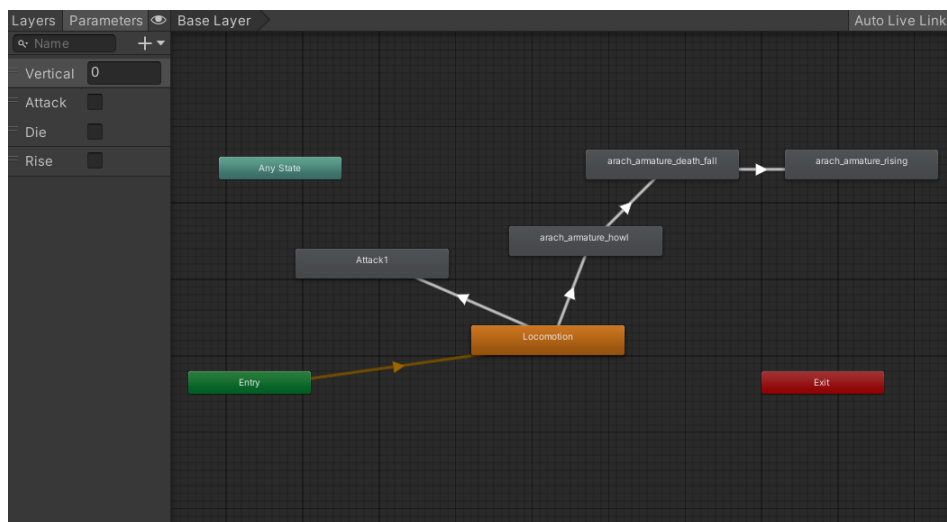 Layers Parameters Base Layer Auto Live Link
Name
Vertical 0
Attack
Die
Rise
Any State
arach_armature_death_fall
arach_armature_rising
arach_armature_howl
Attack1
Locomotion
Entry
Exit